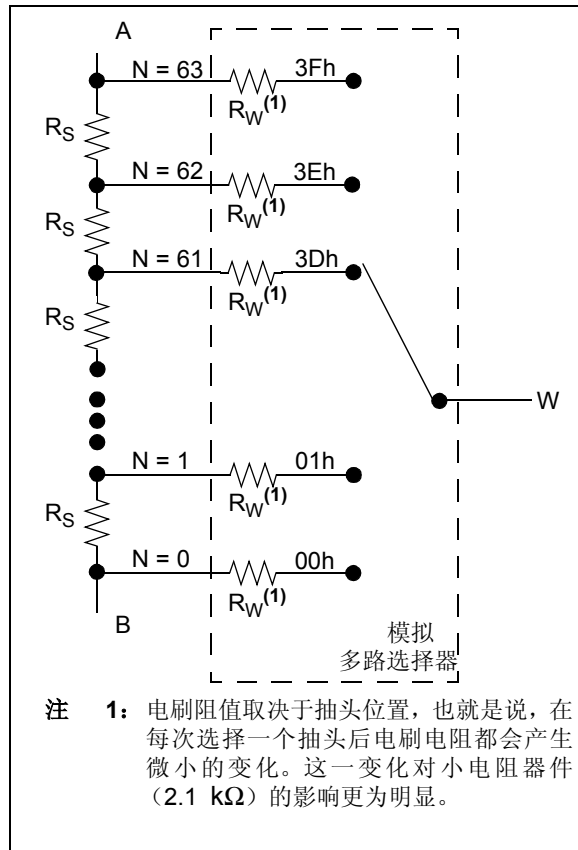 A
N = 63
3Fh
RW(1)
RS
N = 62
3Eh
RW(1)
RS
N = 61
3Dh
RW(1)
RS
W
N = 1
01h
RW(1)
RS
N = 0
00h
RW(1)
B
模拟
多路选择器
注 1： 电刷阻值取决于抽头位置，也就是说，在
每次选择一个抽头后电刷电阻都会产生
微小的变化。这一变化对小电阻器件
（2.1 kΩ）的影响更为明显。